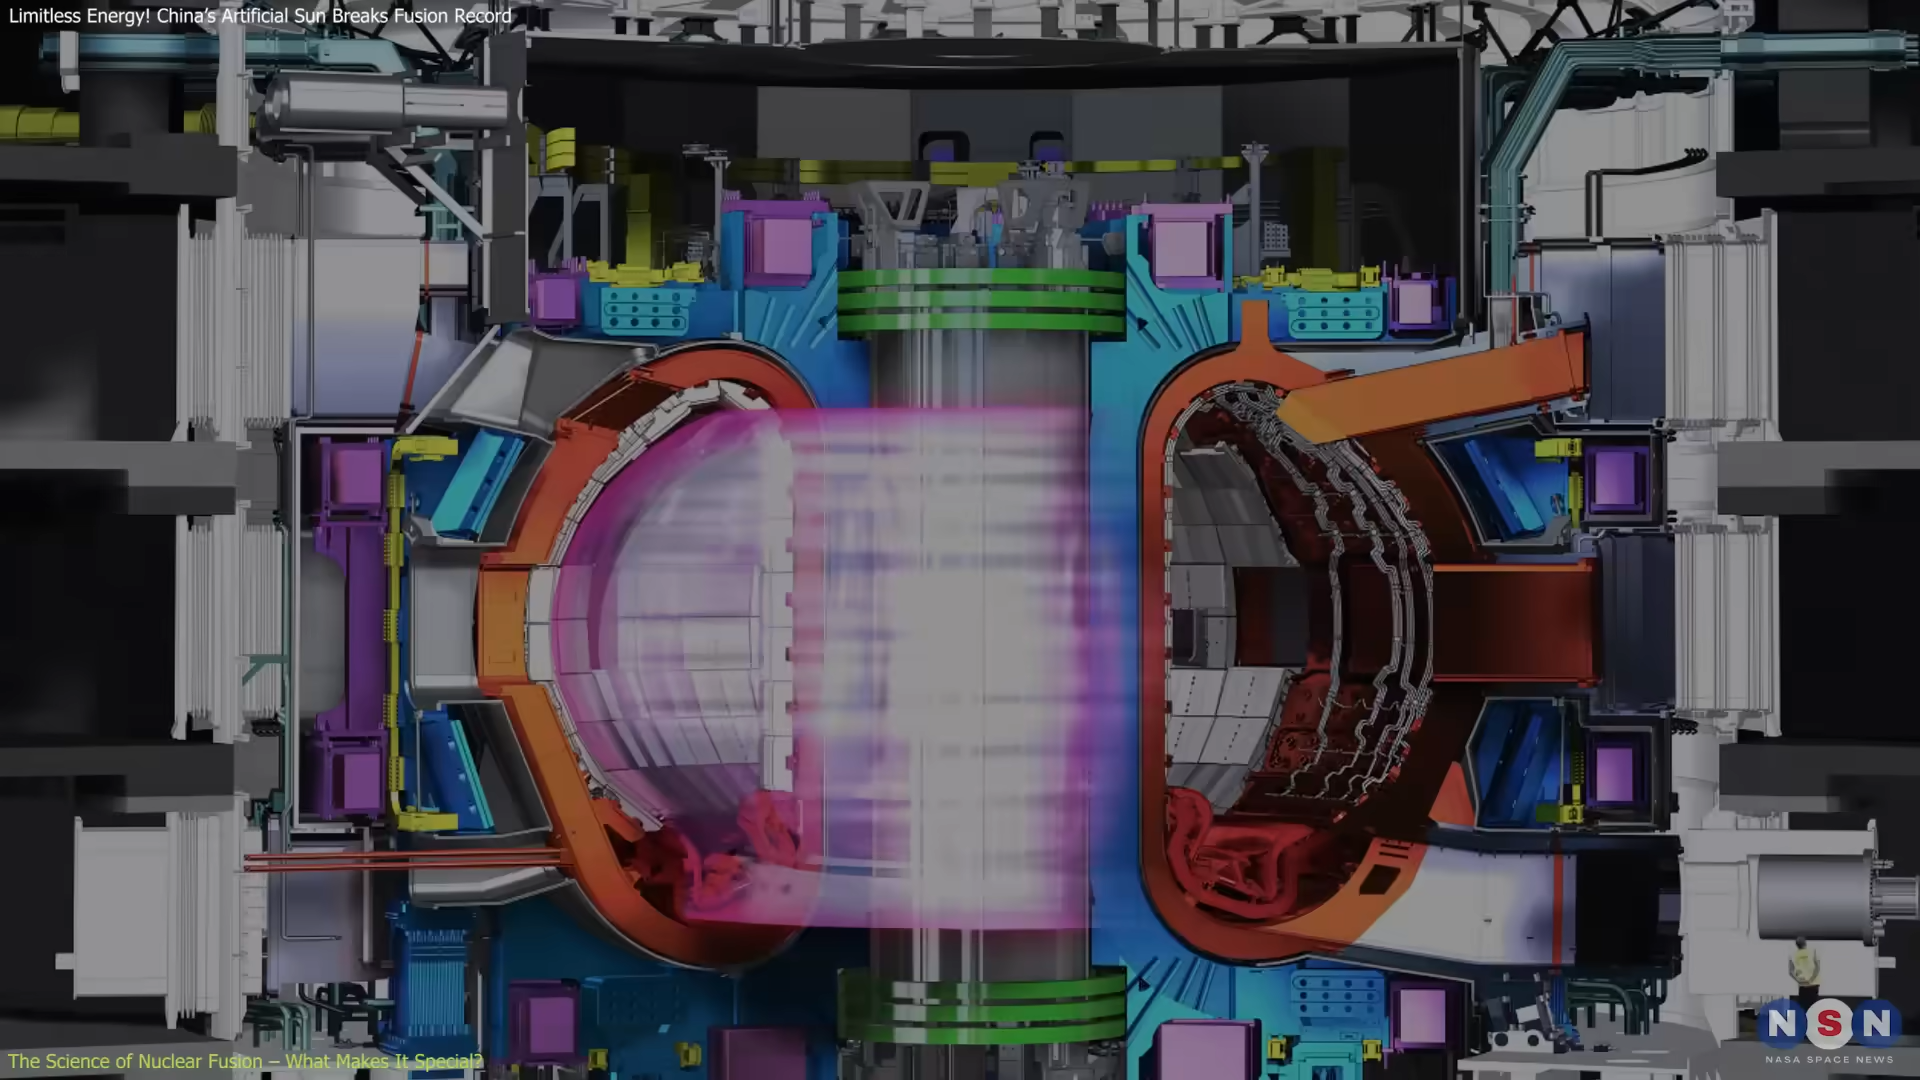 Limitless Energy! China's Artificial Sun Breaks Fusion Record
The Science of Nuclear Fusion – What Makes It Special?
NSN
NASA SPACE NEWS